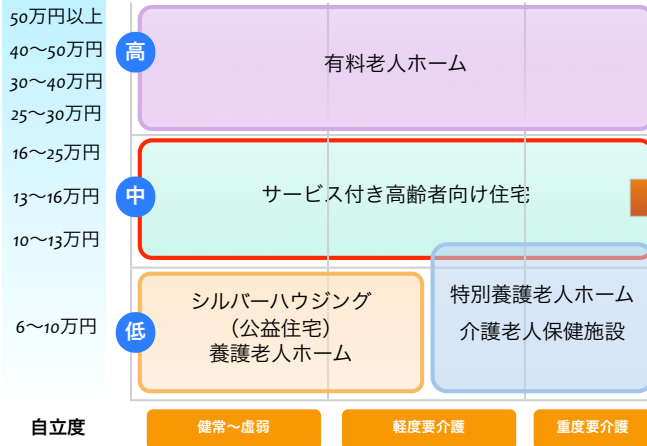 50万円以上
40〜50万円
30〜40万円
25〜30万円
16〜25万円
13〜16万円
10〜13万円
6〜10万円
高
有料老人ホーム
中
サービス付き高齢者向け住宅
低
シルバーハウジング
（公益住宅）
養護老人ホーム
特別養護老人ホーム
介護老人保健施設
自立度
健常〜虚弱
軽度要介護
重度要介護